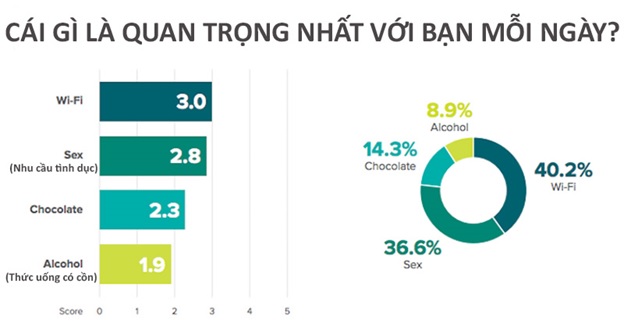 CÁI GÌ LÀ QUAN TRỌNG NHẤT VỚI BẠN MỖI NGÀY?
Wi-Fi
3.0
Sex
(Nhu cầu tình dục)
2.8
Chocolate
2.3
Alcohol
(Thức uống có cồn)
1.9
Score 0 1 2 3 4 5
8.9%
Alcohol
14.3%
Chocolate
40.2%
Wi-Fi
36.6%
Sex